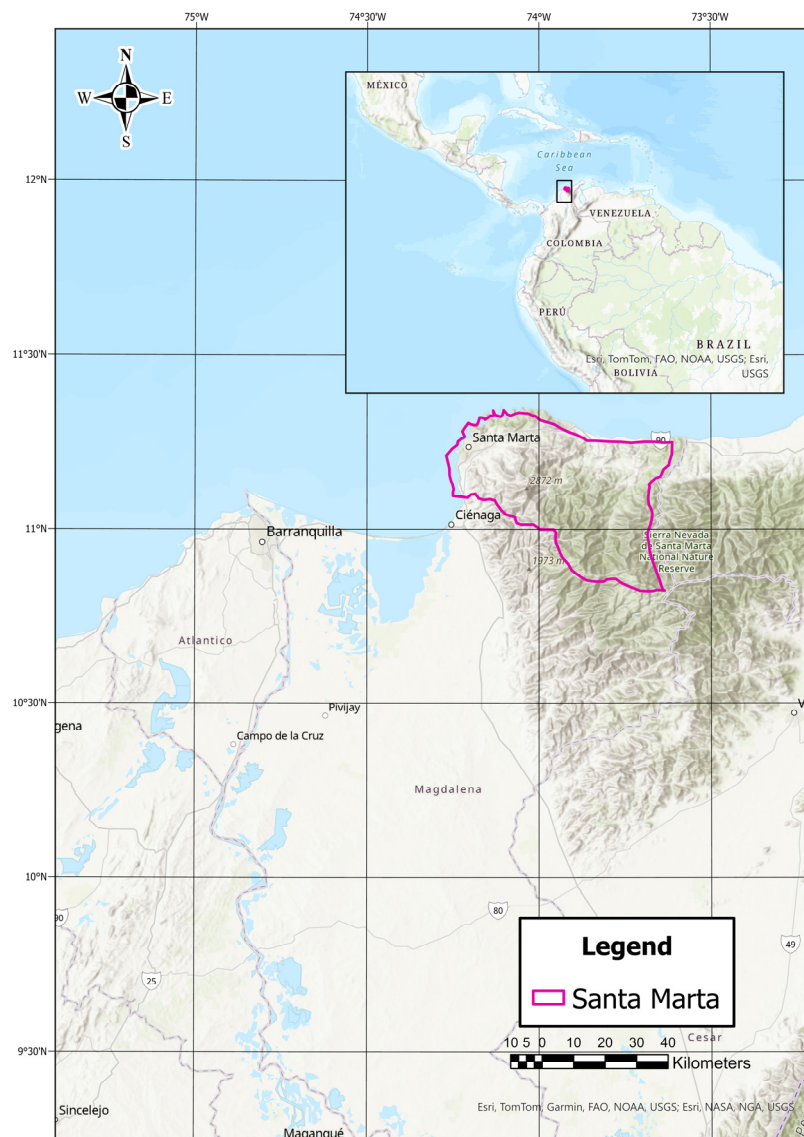 75°W
74°30'W
74°W
73°30'W
N
W
E
S
MÉXICO
Caribbean
Sea
VENEZUELA
COLOMBIA
PERÚ
BRAZIL
BOLIVIA
Esri, TomTom, FAO, NOAA, USGS; Esri,
USGS
12°N
11°30'N
11°N
10°30'N
10°N
9°30'N
Santa Marta
90
2872 m
Ciénaga
Barranquilla
1973 m
Sierra Nevada
de Santa Marta
National Nature
Reserve
Atlantico
Pivijay
Campo de la Cruz
gena
V
Magdalena
80
90
25
49
Legend
Santa Marta
Cesar
10 5 0 10 20 30 40
Kilometers
Esri, TomTom, Garmin, FAO, NOAA, USGS; Esri, NASA, NGA, USGS
Sincelejo
Magangué